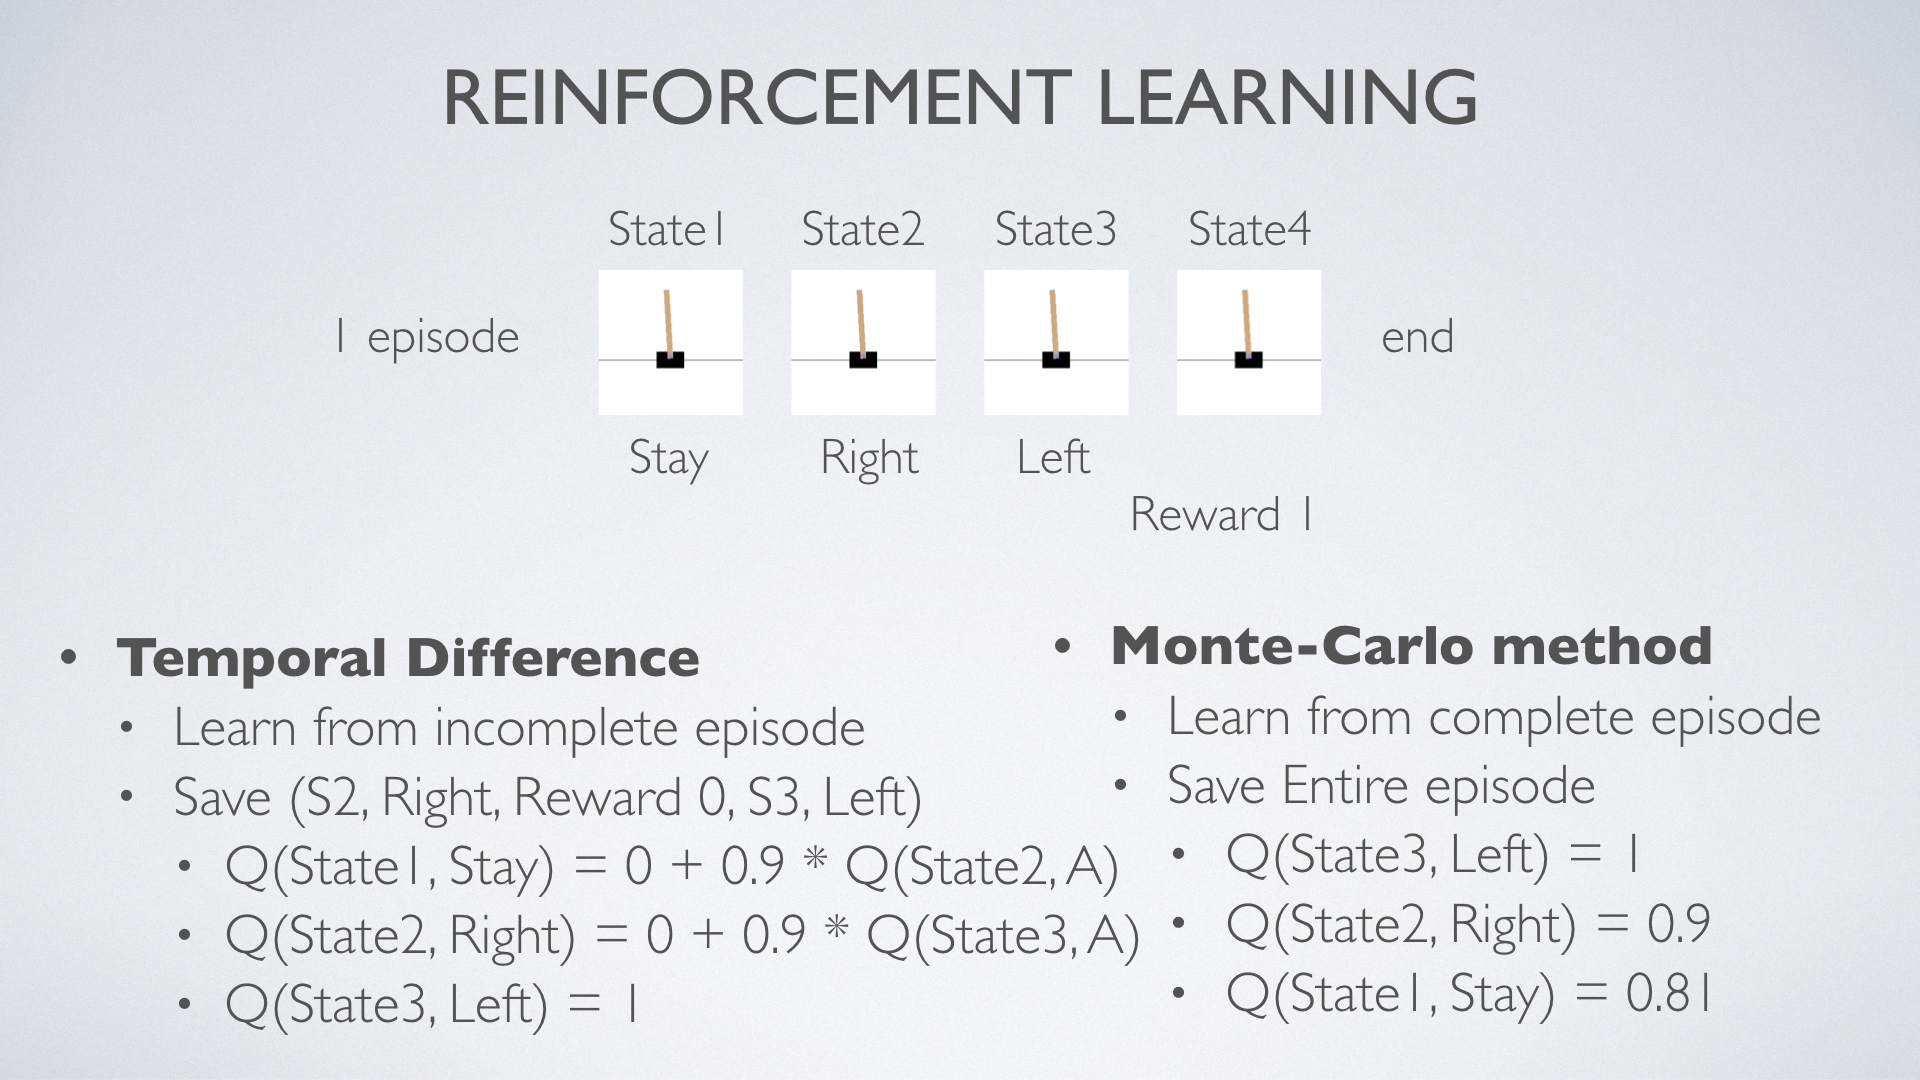 REINFORCEMENT LEARNING
State1 State2 State3 State4
1 episode
end
Stay Right Left
Reward 1
• Temporal Difference
• Learn from incomplete episode
• Save (S2, Right, Reward 0, S3, Left)
• Q(State1, Stay) = 0 + 0.9 * Q(State2, A)
• Q(State2, Right) = 0 + 0.9 * Q(State3, A)
• Q(State3, Left) = 1
• Monte-Carlo method
• Learn from complete episode
• Save Entire episode
• Q(State3, Left) = 1
• Q(State2, Right) = 0.9
• Q(State1, Stay) = 0.81